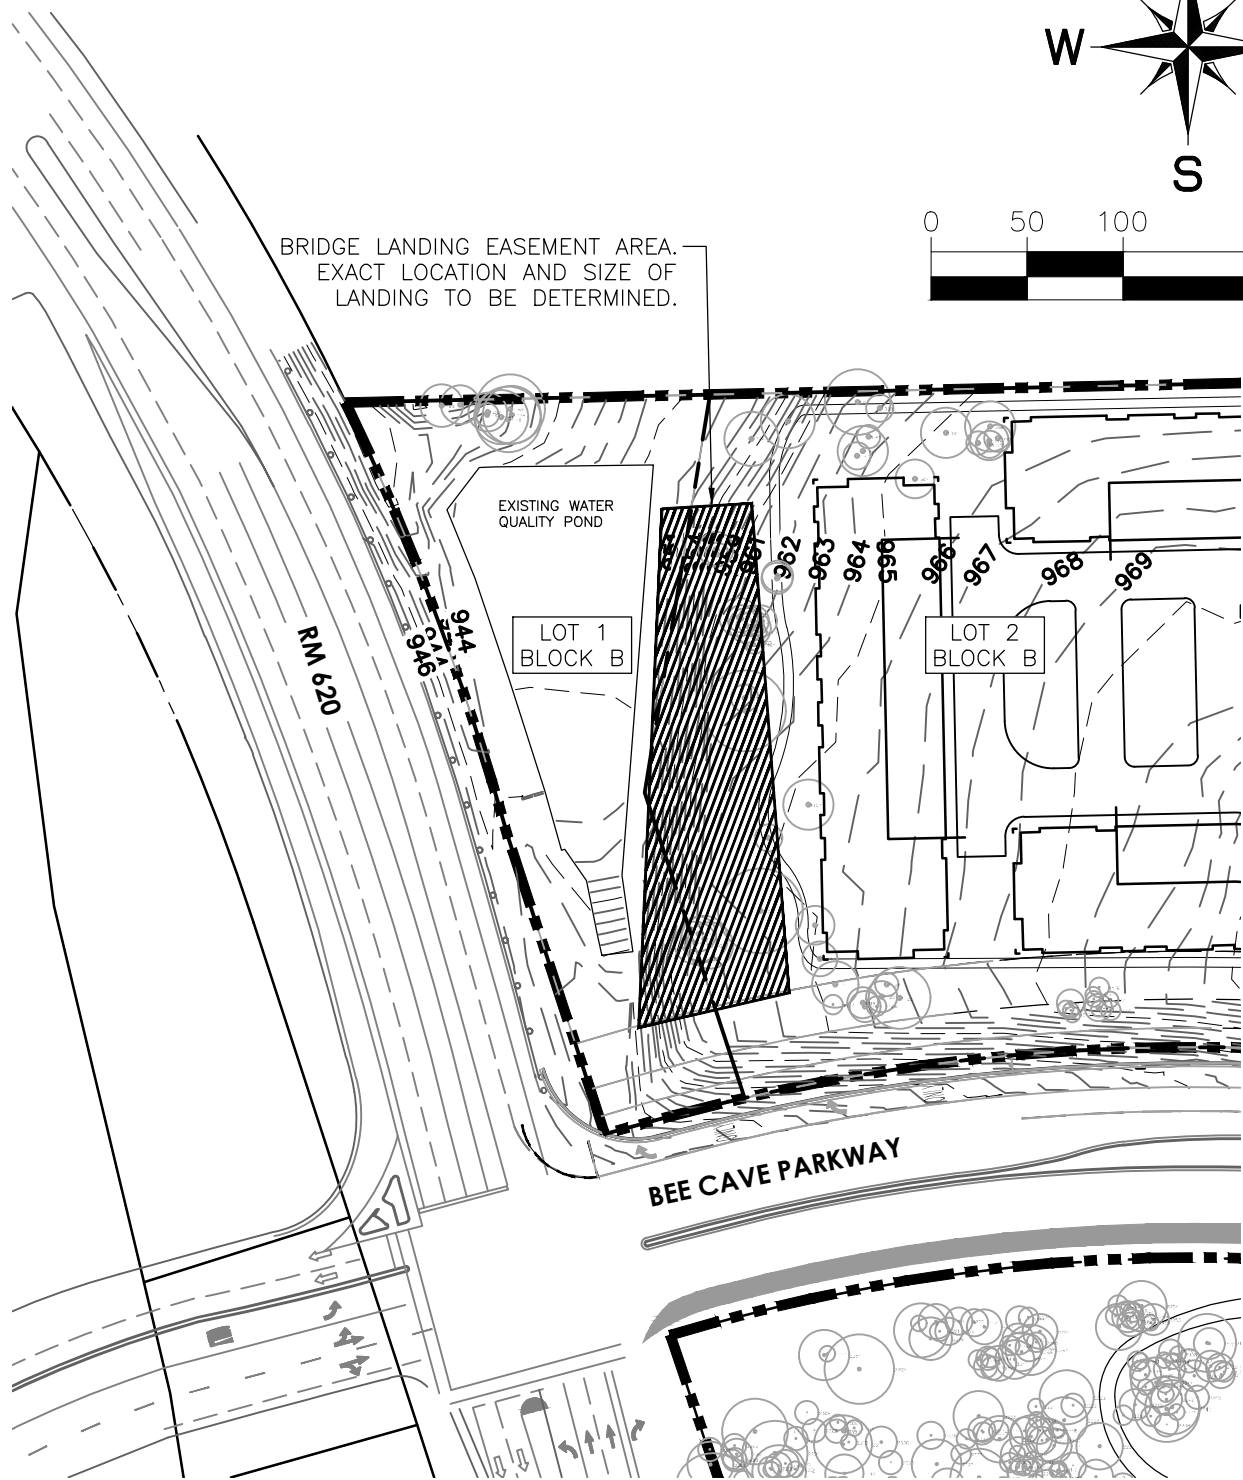 W
S
0 50 100
BRIDGE LANDING EASEMENT AREA.
EXACT LOCATION AND SIZE OF
LANDING TO BE DETERMINED.
EXISTING WATER
QUALITY POND
959
961
962
963
964
965
966
967
968
969
LOT 1
BLOCK B
LOT 2
BLOCK B
944
946
RM 620
BEE CAVE PARKWAY